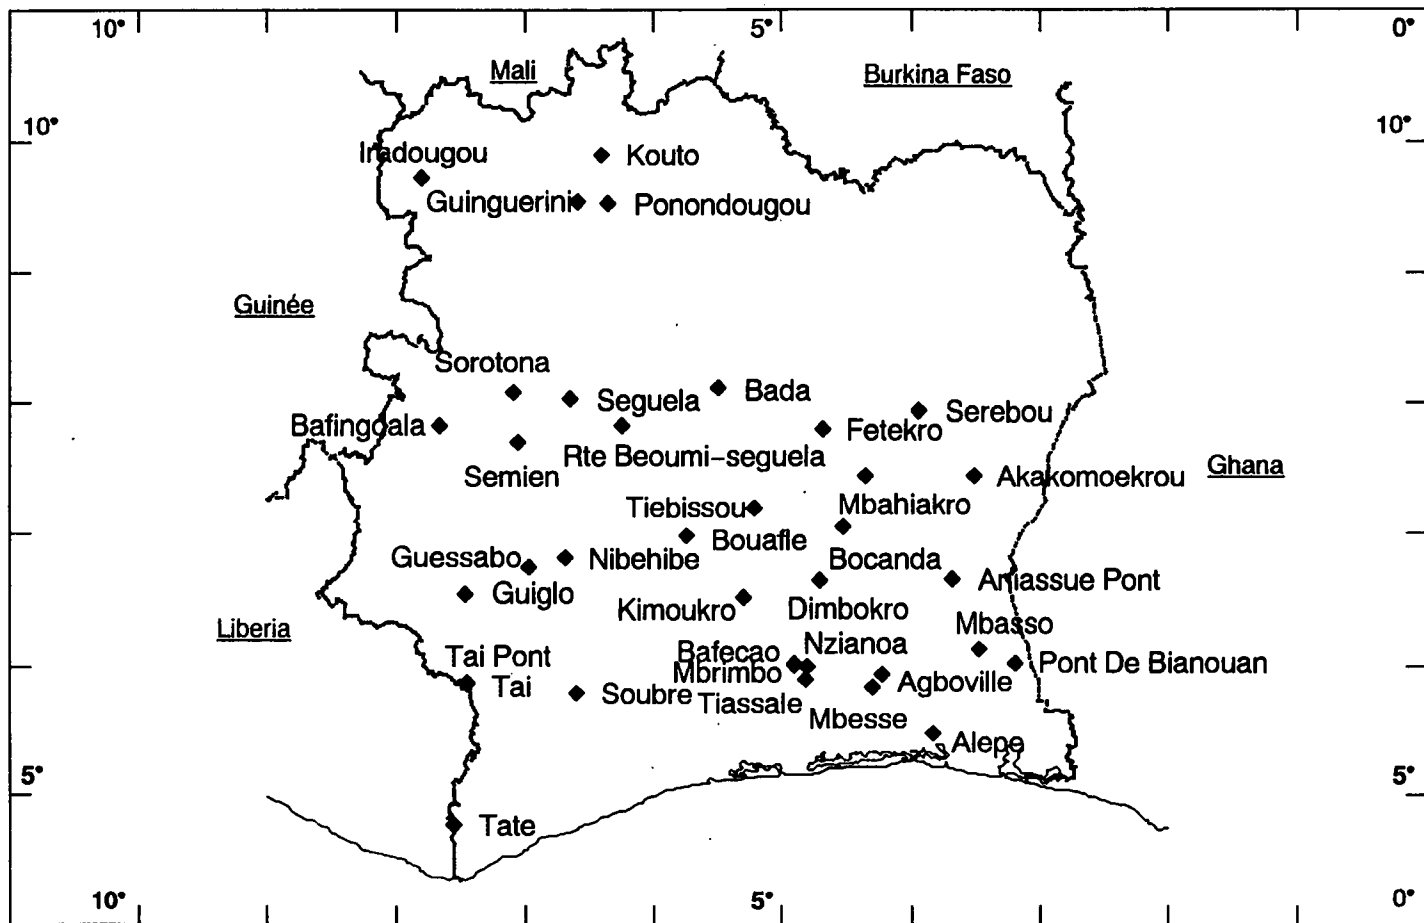 10° 5° 0°
Mali
Burkina Faso
10° 10°
Iradougou
Kouto
Guinguerini
Ponondougou
Guinée
Sorotona
Seguela
Bada
Serebou
Bafingdala
Fetekro
Rte Beoumi-seguela
Semien
Akakomoekrou
Ghana
Tiebissou
Mbahiakro
Bouafle
Guessabo
Nibehibe
Bocanda
Amassue Pont
Guiglo
Kimoukro
Dimbokro
Liberia
Mbasso
Nzianoa
Bafecao
Tai Pont
Pont De Bianouan
Mbrimbo
Tai
Soubre
Tiassale
Agboville
Mbesse
Alepe
5° 5°
Tate
10° 5° 0°